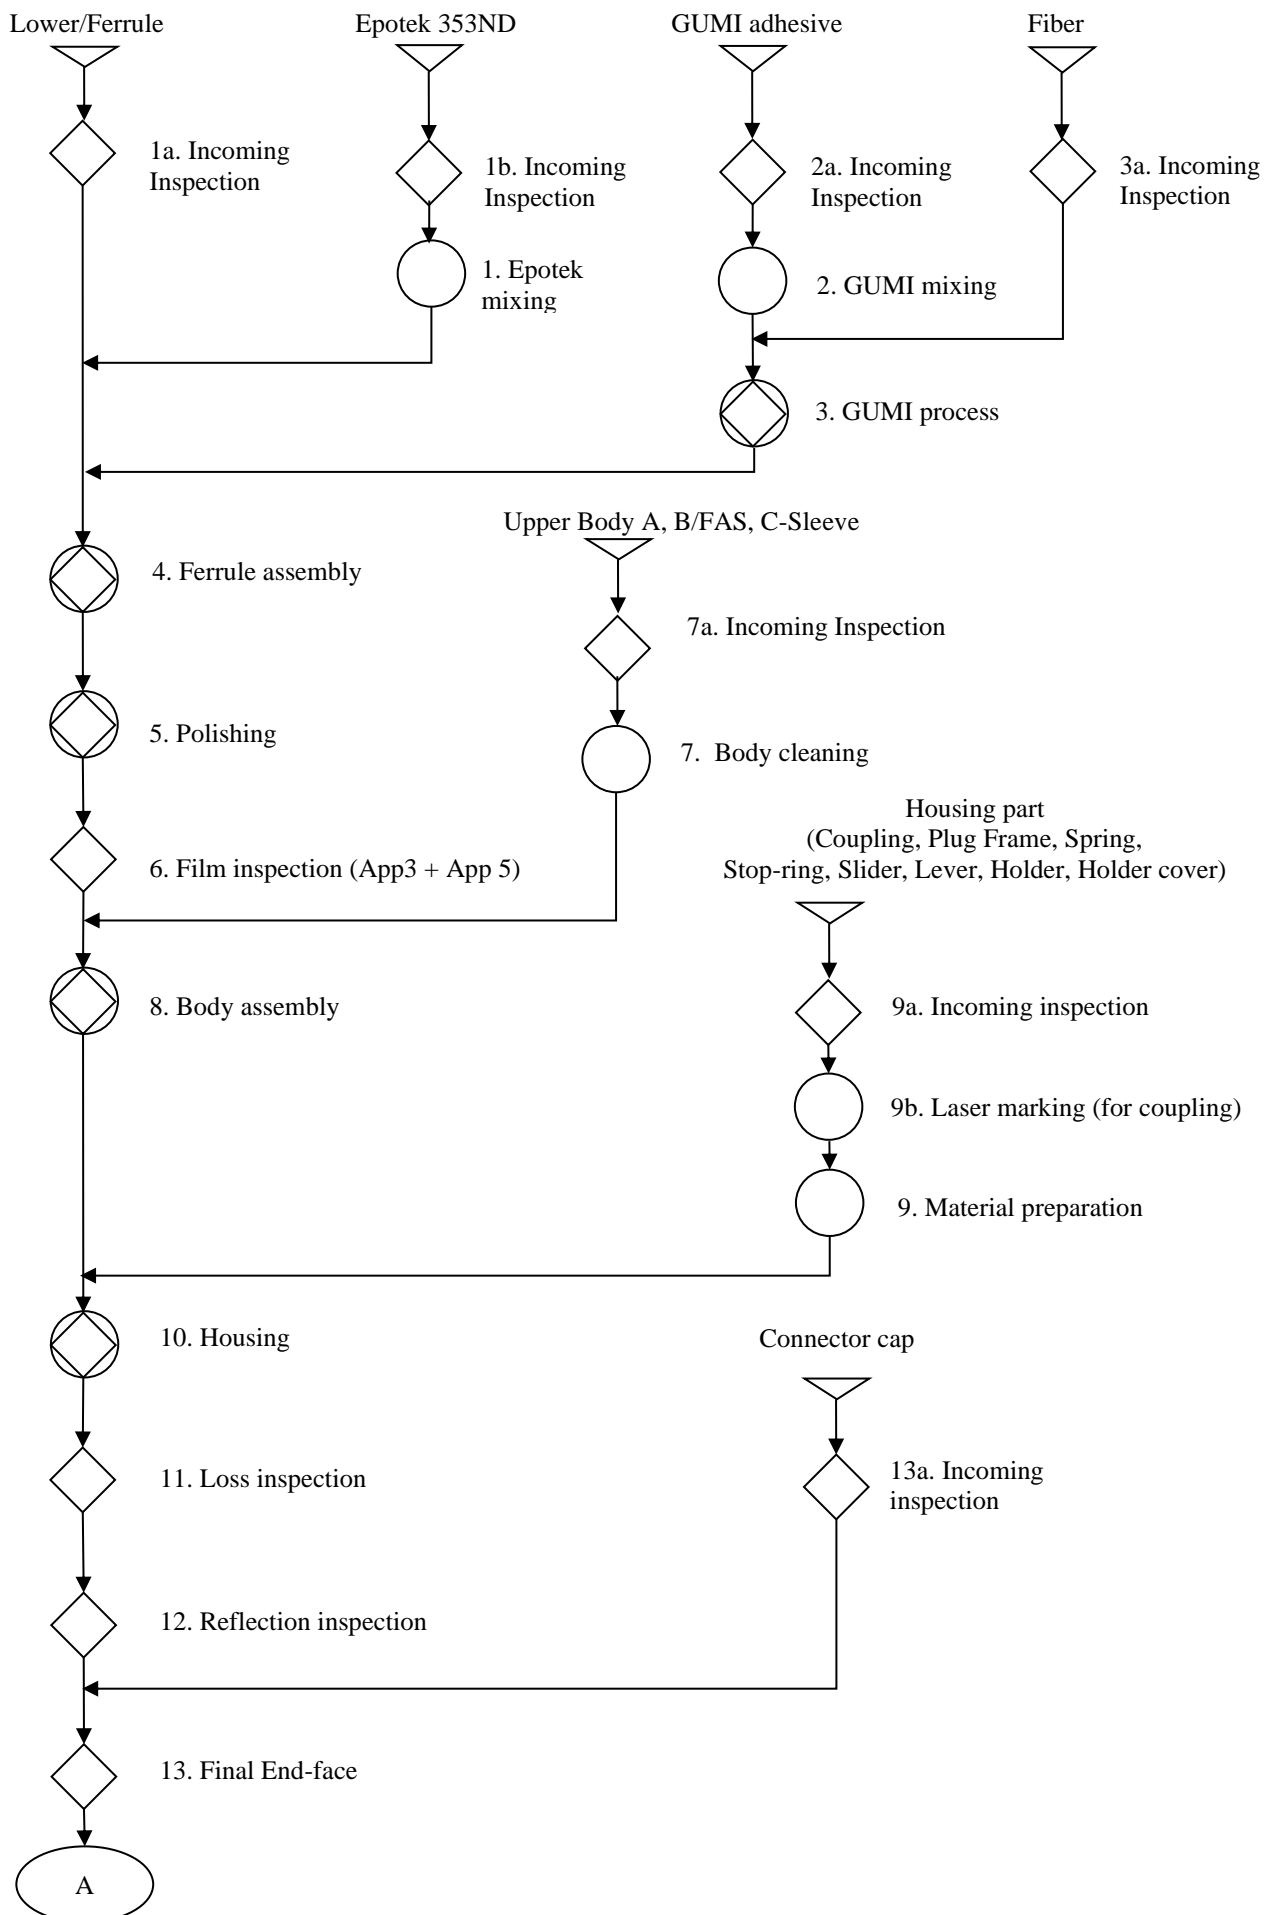 Lower/Ferrule
Epotek 353ND
GUMI adhesive
Fiber
1a. Incoming
Inspection
1b. Incoming
Inspection
2a. Incoming
Inspection
3a. Incoming
Inspection
1. Epotek
mixing
2. GUMI mixing
3. GUMI process
Upper Body A, B/FAS, C-Sleeve
4. Ferrule assembly
7a. Incoming Inspection
5. Polishing
7.  Body cleaning
Housing part
(Coupling, Plug Frame, Spring,
Stop-ring, Slider, Lever, Holder, Holder cover)
6. Film inspection (App3 + App 5)
8. Body assembly
9a. Incoming inspection
9b. Laser marking (for coupling)
9. Material preparation
10. Housing
Connector cap
11. Loss inspection
13a. Incoming
inspection
12. Reflection inspection
13. Final End-face
A